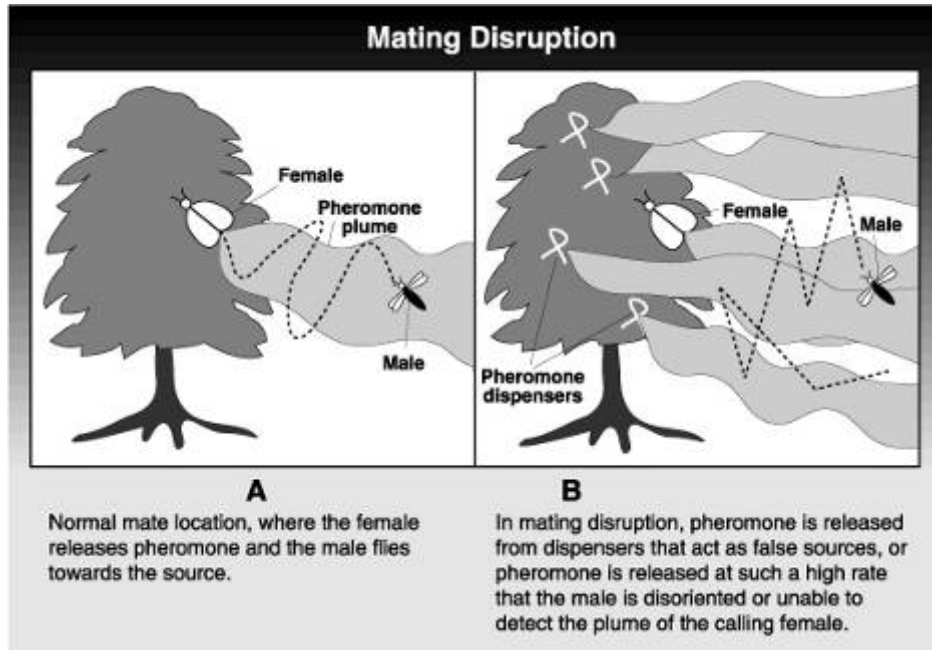 Mating Disruption
Female
Pheromone
plume
Male
Female
Male
Pheromone
dispensers
A
Normal mate location, where the female
releases pheromone and the male flies
towards the source.
B
In mating disruption, pheromone is released
from dispensers that act as false sources, or
pheromone is released at such a high rate
that the male is disoriented or unable to
detect the plume of the calling female.